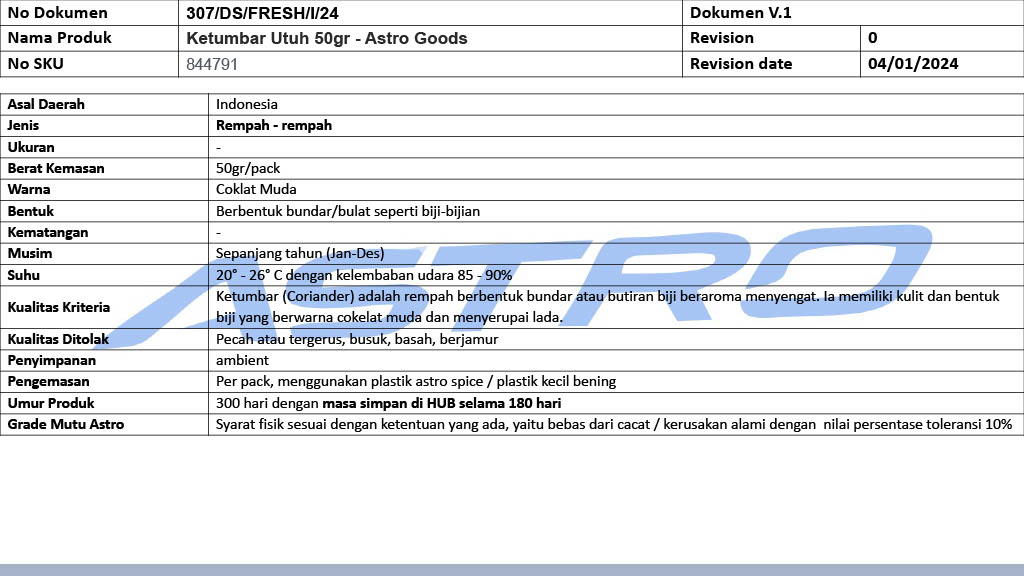 No Dokumen 307/DS/FRESH/I/24 Dokumen V.1
Nama Produk Ketumbar Utuh 50gr - Astro Goods Revision 0
No SKU 844791 Revision date 04/01/2024
Asal Daerah Indonesia
Jenis Rempah - rempah
Ukuran -
Berat Kemasan 50gr/pack
Warna Coklat Muda
Bentuk Berbentuk bundar/bulat seperti biji-bijian
Kematangan -
Musim Sepanjang tahun (Jan-Des)
Suhu 20° - 26° C dengan kelembaban udara 85 - 90%
Kualitas Kriteria Ketumbar (Coriander) adalah rempah berbentuk bundar atau butiran biji beraroma menyengat. Ia memiliki kulit dan bentuk
biji yang berwarna cokelat muda dan menyerupai lada.
Kualitas Ditolak Pecah atau tergerus, busuk, basah, berjamur
Penyimpanan ambient
Pengemasan Per pack, menggunakan plastik astro spice / plastik kecil bening
Umur Produk 300 hari dengan masa simpan di HUB selama 180 hari
Grade Mutu Astro Syarat fisik sesuai dengan ketentuan yang ada, yaitu bebas dari cacat / kerusakan alami dengan  nilai persentase toleransi 10%
ASTRO